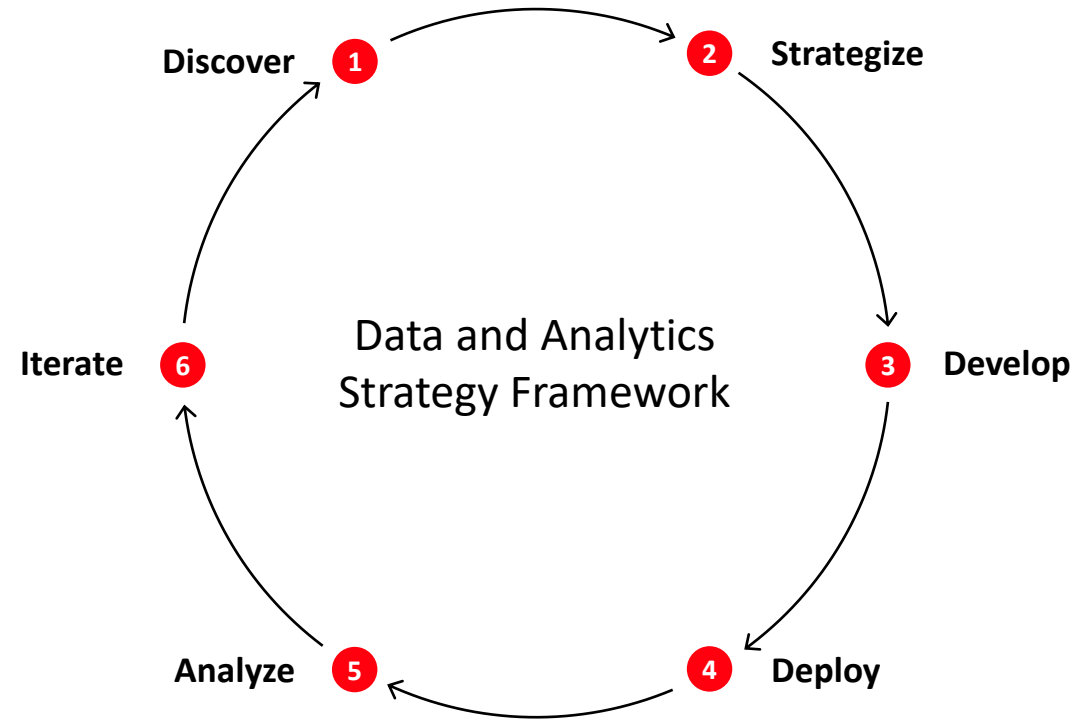 Discover 1
2 Strategize
3 Develop
4 Deploy
Analyze 5
Iterate 6
Data and Analytics
Strategy Framework